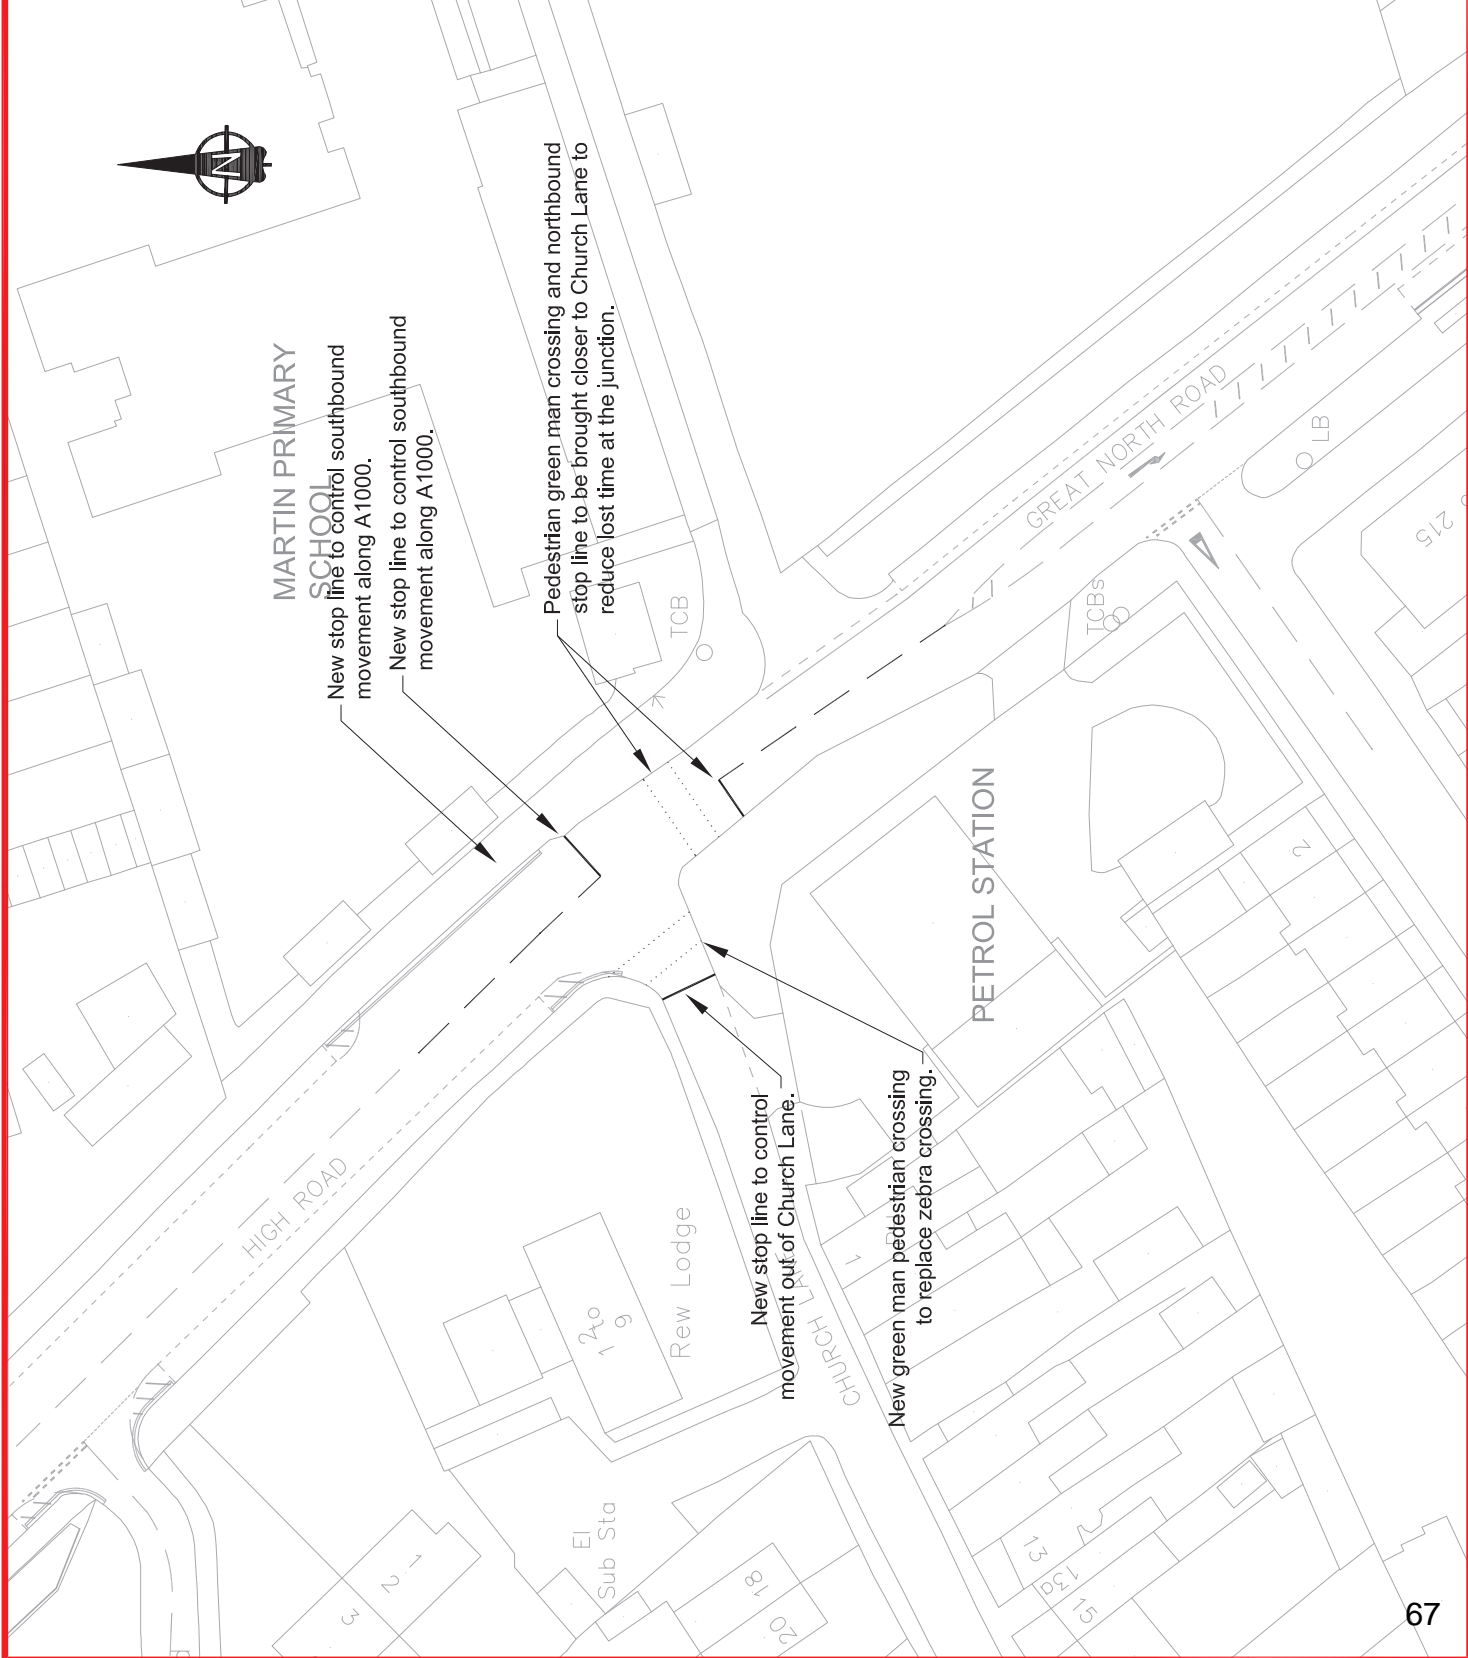 N
MARTIN PRIMARY
SCHOOL
New stop line to control southbound
movement along A1000.
New stop line to control southbound
movement along A1000.
Pedestrian green man crossing and northbound
stop line to be brought closer to Church Lane to
reduce lost time at the junction.
TCB
GREAT NORTH ROAD
LB
215
TCBs
PETROL STATION
2
HIGH ROAD
Rew Lodge
12
to
9
1
New stop line to control
movement out of Church Lane.
CHURCH LANE
1
New green man pedestrian crossing
to replace zebra crossing.
El
Sub Sta
1
2
3
18
20
13
13a
15
67